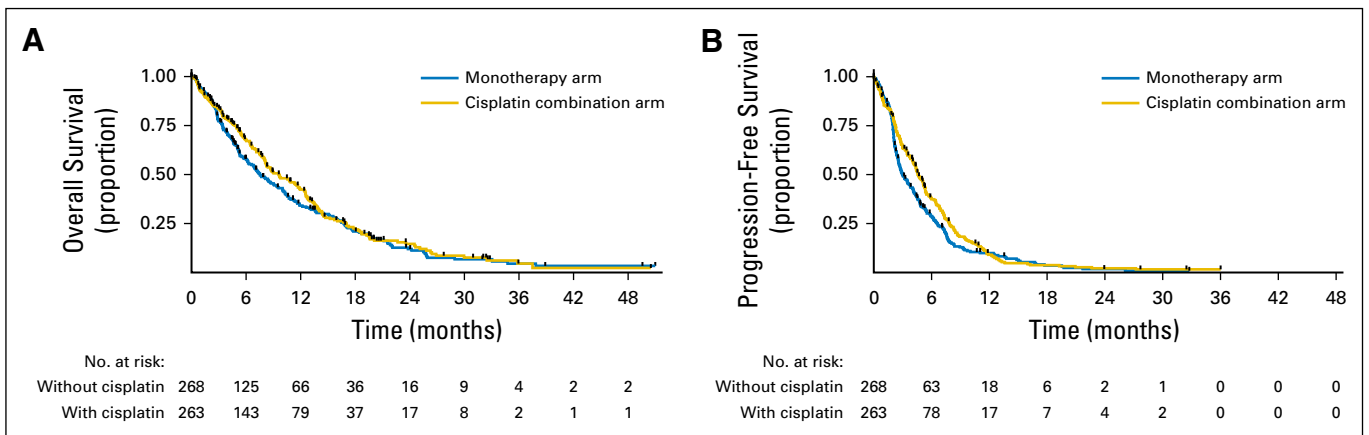 A
Overall Survival
(proportion)
1.00
0.75
0.50
0.25
Monotherapy arm
Cisplatin combination arm
0 6 12 18 24 30 36 42 48
Time (months)
No. at risk:
Without cisplatin 268 125 66 36 16 9 4 2 2
With cisplatin 263 143 79 37 17 8 2 1 1
B
Progression-Free Survival
(proportion)
1.00
0.75
0.50
0.25
Monotherapy arm
Cisplatin combination arm
0 6 12 18 24 30 36 42 48
Time (months)
No. at risk:
Without cisplatin 268 63 18 6 2 1 0 0 0
With cisplatin 263 78 17 7 4 2 0 0 0